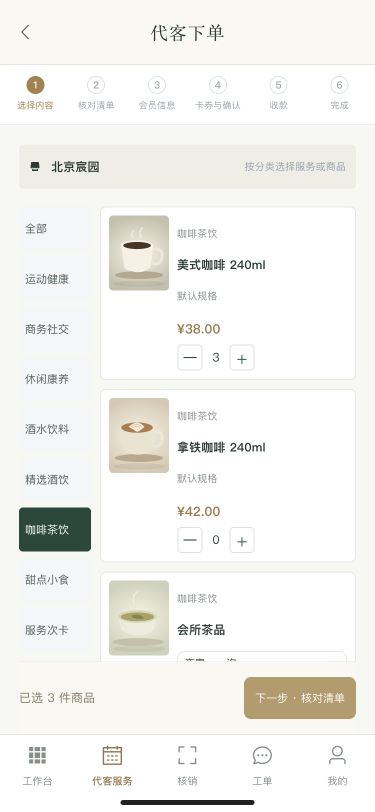 代客下单
1 2 3 4 5 6
选择内容 核对清单 会员信息 卡券与确认 收款 完成
北京宸园 按分类选择服务或商品
全部
运动健康
商务社交
休闲康养
酒水饮料
精选酒饮
咖啡茶饮
甜点小食
服务次卡
咖啡茶饮
美式咖啡 240ml
默认规格
¥38.00
— 3 +
咖啡茶饮
拿铁咖啡 240ml
默认规格
¥42.00
— 0 +
咖啡茶饮
会所茶品
已选 3 件商品
下一步 · 核对清单
工作台 代客服务 核销 工单 我的